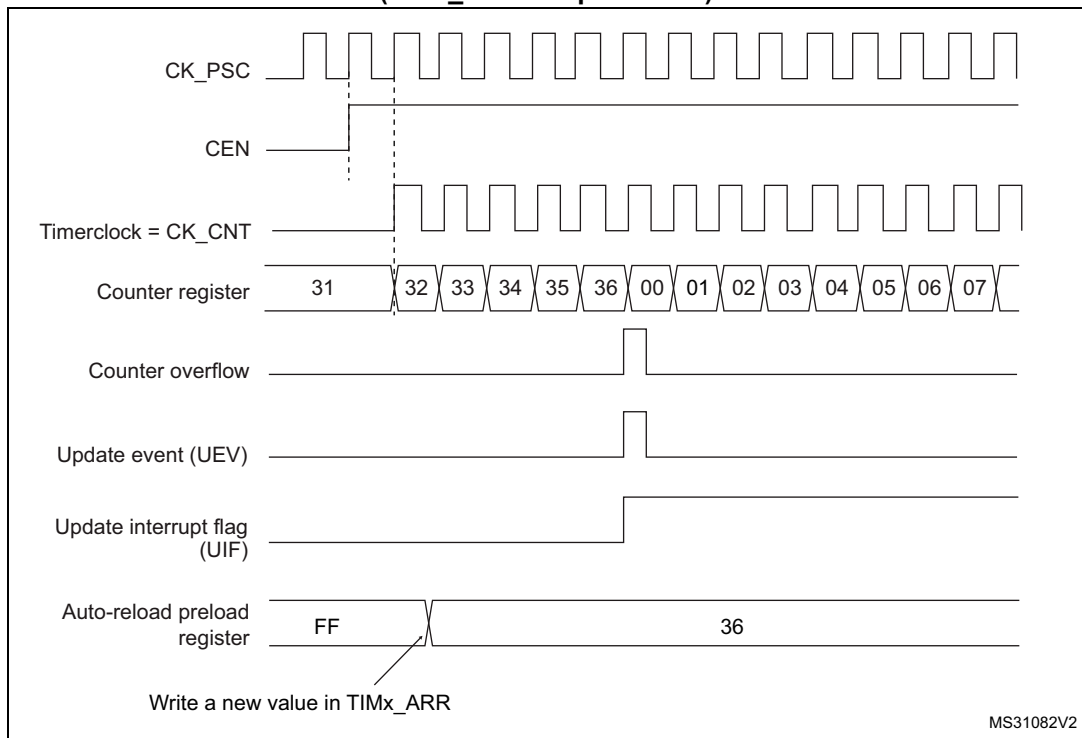 CK_PSC
CEN
Timerclock = CK_CNT
Counter register 31 32 33 34 35 36 00 01 02 03 04 05 06 07
Counter overflow
Update event (UEV)
Update interrupt flag
(UIF)
Auto-reload preload
register FF 36
Write a new value in TIMx_ARR
MS31082V2